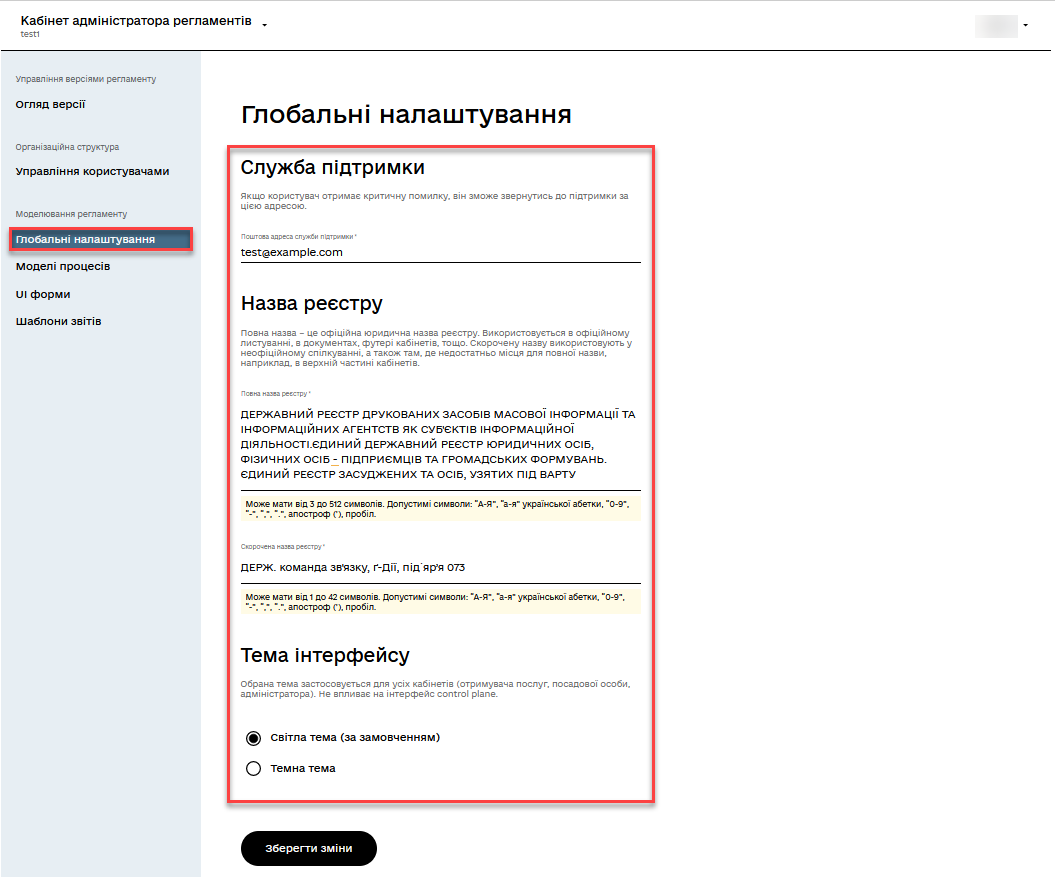 Кабінет адміністратора регламентів
test1
Управління версіями регламенту
Огляд версії
Організаційна структура
Управління користувачами
Моделювання регламенту
Глобальні налаштування
Моделі процесів
UI форми
Шаблони звітів
Глобальні налаштування
Служба підтримки
Якщо користувач отримає критичну помилку, він зможе звернутись до підтримки за
цією адресою.
Поштова адреса служби підтримки *
test@example.com
Назва реєстру
Повна назва – це офіційна юридична назва реєстру. Використовується в офіційному
листуванні, в документах, футері кабінетів, тощо. Скорочену назву використовують у
неофіційному спілкуванні, а також там, де недостатньо місця для повної назви,
наприклад, в верхній частині кабінетів.
Повна назва реєстру *
ДЕРЖАВНИЙ РЕЄСТР ДРУКОВАНИХ ЗАСОБІВ МАСОВОЇ ІНФОРМАЦІЇ ТА
ІНФОРМАЦІЙНИХ АГЕНТСТВ ЯК СУБ'ЄКТІВ ІНФОРМАЦІЙНОЇ
ДІЯЛЬНОСТІ.ЄДИНИЙ ДЕРЖАВНИЙ РЕЄСТР ЮРИДИЧНИХ ОСІБ,
ФІЗИЧНИХ ОСІБ - ПІДПРИЄМЦІВ ТА ГРОМАДСЬКИХ ФОРМУВАНЬ.
ЄДИНИЙ РЕЄСТР ЗАСУДЖЕНИХ ТА ОСІБ, УЗЯТИХ ПІД ВАРТУ
Може мати від 3 до 512 символів. Допустимі символи: "А-Я", "а-я" української абетки, "0-9",
"-", ",", ".", апостроф ('), пробіл.
Скорочена назва реєстру *
ДЕРЖ. команда зв'язку, ґ-Дії, під'яр'я 073
Може мати від 1 до 42 символів. Допустимі символи: "А-Я", "а-я" української абетки, "0-9",
"-", ",", ".", апостроф ('), пробіл.
Тема інтерфейсу
Обрана тема застосовується для усіх кабінетів (отримувача послуг, посадової особи,
адміністратора). Не впливає на інтерфейс control plane.
Світла тема (за замовченням)
Темна тема
Зберегти зміни